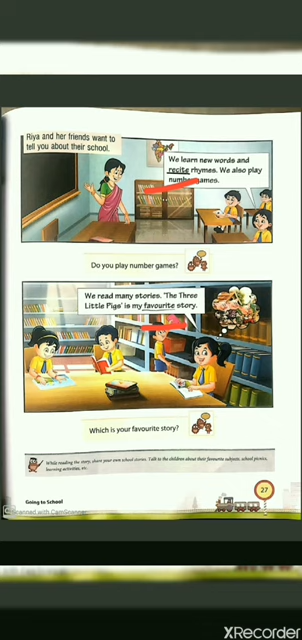 Riya and her friends want to
tell you about their school.
We learn new words and
recite rhymes. We also play
number games.
Do you play number games?
We read many stories. 'The Three
Little Pigs' is my favourite story.
Which is your favourite story?
While reading the story, share your own school stories. Talk to the children about their favourite subjects, school picnics,
learning activities, etc.
27
Going to School
Scanned with CamScanner
XRecorder